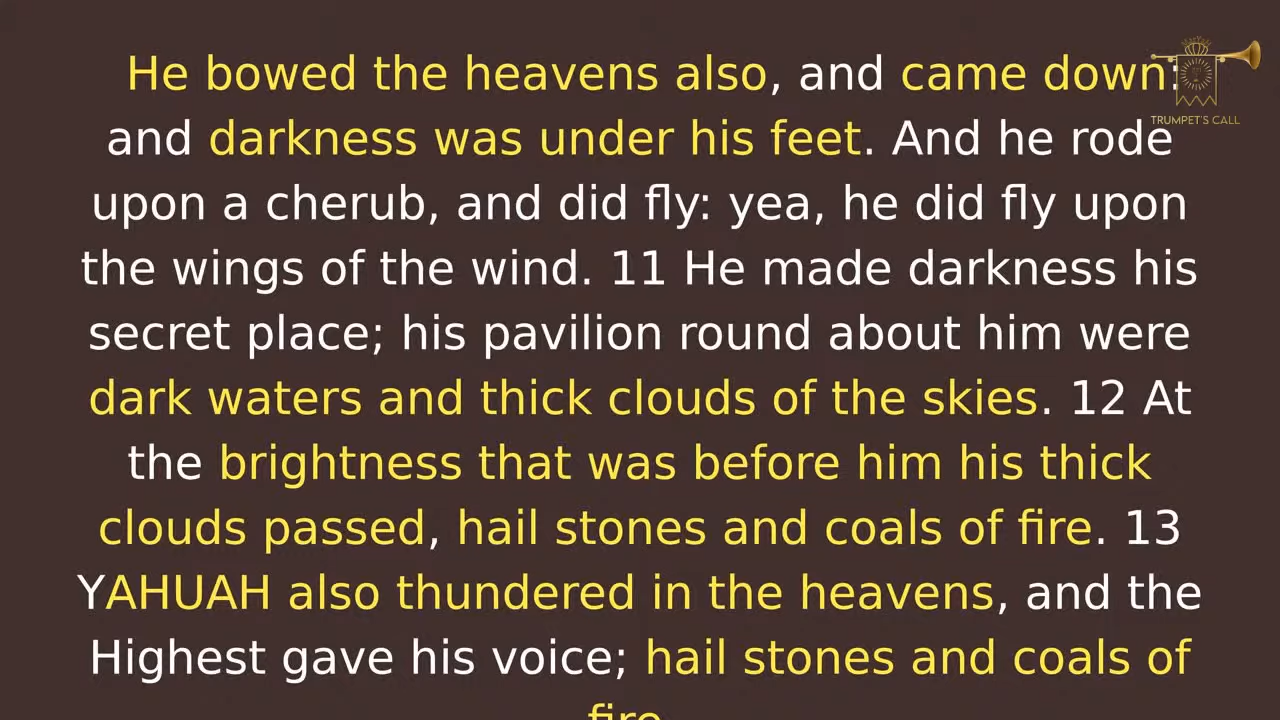 He bowed the heavens also, and came down:
and darkness was under his feet. And he rode
upon a cherub, and did fly: yea, he did fly upon
the wings of the wind. 11 He made darkness his
secret place; his pavilion round about him were
dark waters and thick clouds of the skies. 12 At
the brightness that was before him his thick
clouds passed, hail stones and coals of fire. 13
YAHUAH also thundered in the heavens, and the
Highest gave his voice; hail stones and coals of
fire
TRUMPET'S CALL